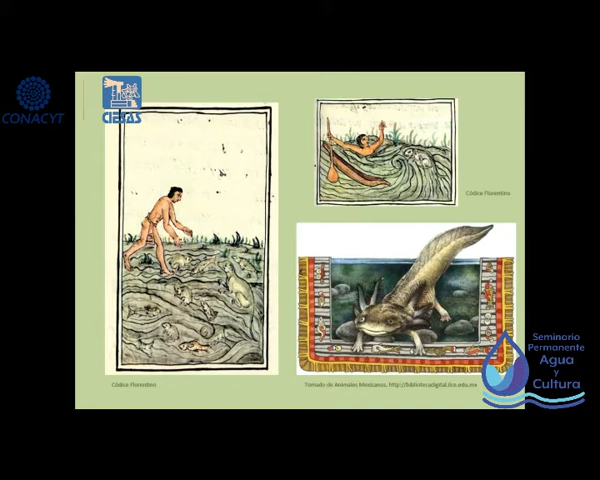 CONACYT
CIESAS
Códice Florentino
Códice Florentino
Tomado de Animales Mexicanos. http://bibliotecadigital.ilce.edu.mx
Seminario
Permanente
Agua
y
Cultura